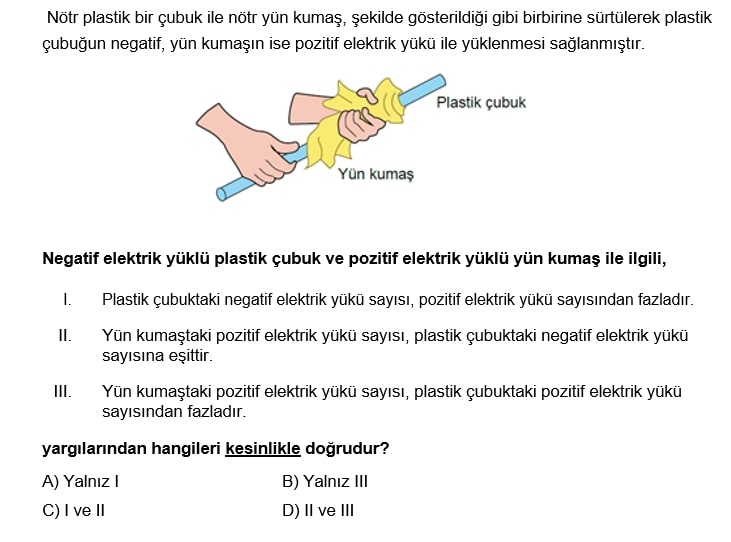 Nötr plastik bir çubuk ile nötr yün kumaş, şekilde gösterildiği gibi birbirine sürtülerek plastik
çubuğun negatif, yün kumaşın ise pozitif elektrik yükü ile yüklenmesi sağlanmıştır.
Plastik çubuk
Yün kumaş
Negatif elektrik yüklü plastik çubuk ve pozitif elektrik yüklü yün kumaş ile ilgili,
I. Plastik çubuktaki negatif elektrik yükü sayısı, pozitif elektrik yükü sayısından fazladır.
II. Yün kumaştaki pozitif elektrik yükü sayısı, plastik çubuktaki negatif elektrik yükü
sayısına eşittir.
III. Yün kumaştaki pozitif elektrik yükü sayısı, plastik çubuktaki pozitif elektrik yükü
sayısından fazladır.
yargılarından hangileri kesinlikle doğrudur?
A) Yalnız I B) Yalnız III
C) I ve II D) II ve III